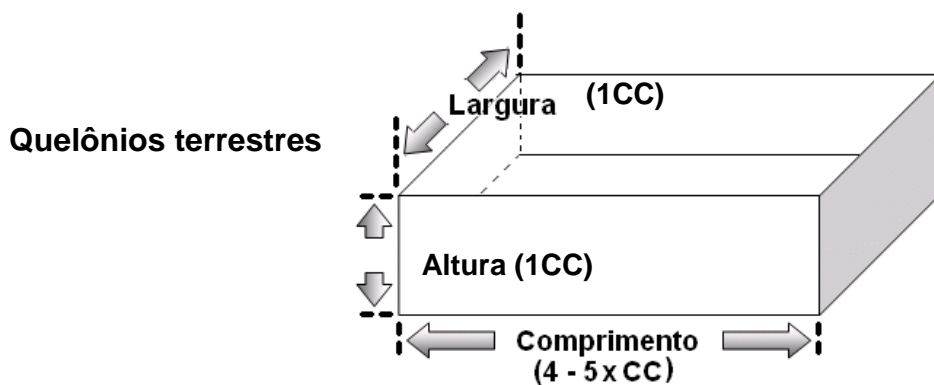 Largura (1CC)
Quelônios terrestres
Altura (1CC)
Comprimento
(4 - 5 x CC)